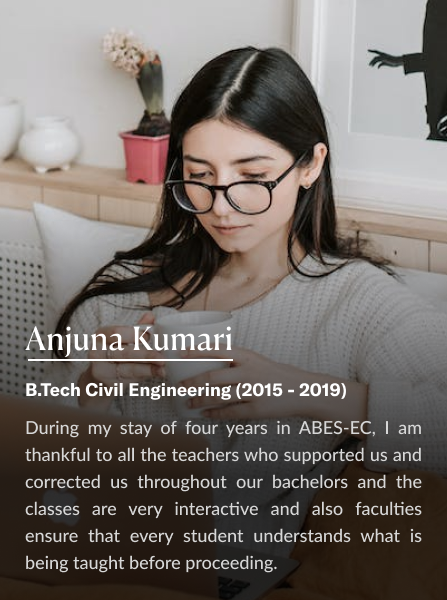 Anjuna Kumari
B.Tech Civil Engineering (2015 - 2019)
During my stay of four years in ABES-EC, I am
thankful to all the teachers who supported us and
corrected us throughout our bachelors and the
classes are very interactive and also faculties
ensure that every student understands what is
being taught before proceeding.